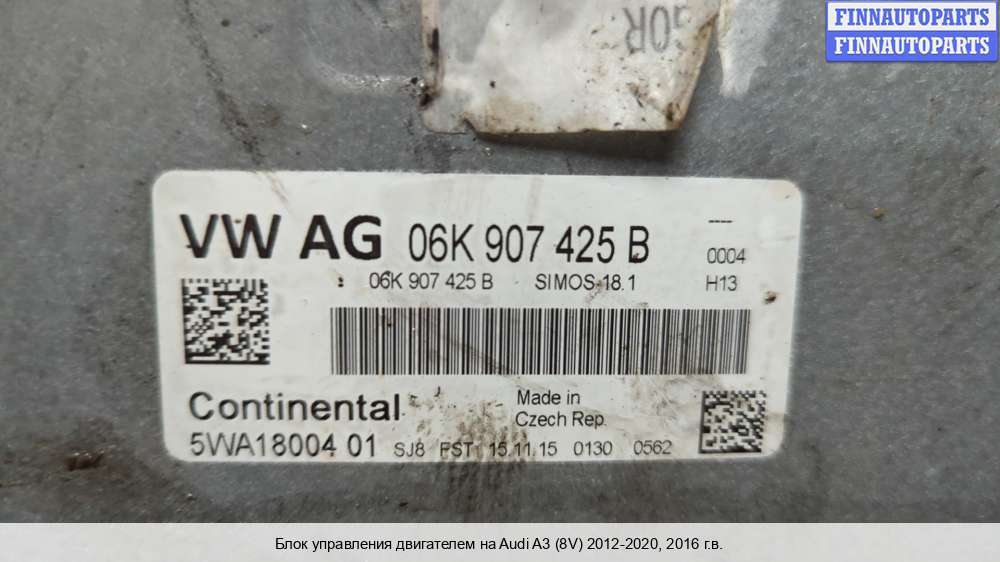 FINNAUTOPARTS
FINNAUTOPARTS
VW AG 06K 907 425 B
0004
06K 907 425 B SIMOS-18.1 H13
Continental
Made in
Czech Rep.
5WA18004 01 SJ8 FST 15.11.15 0130 0562
Блок управления двигателем на Audi A3 (8V) 2012-2020, 2016 г.в.